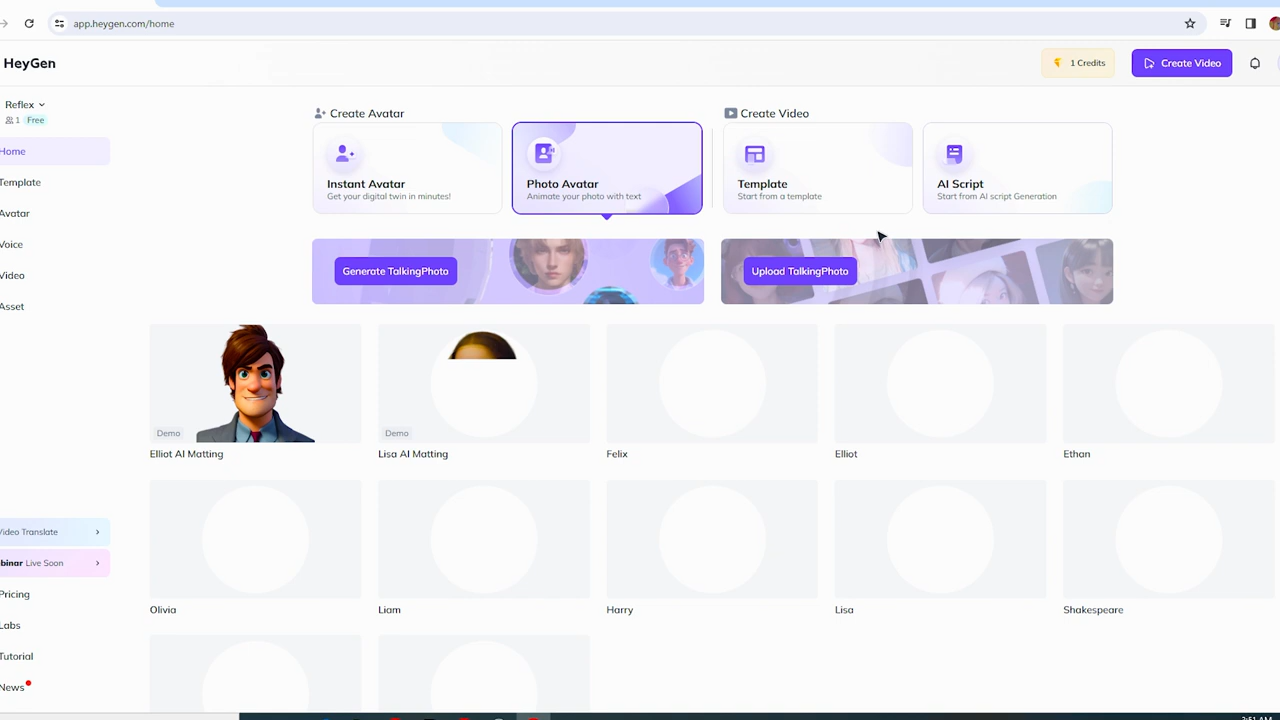 app.heygen.com/home
HeyGen
1 Credits
Create Video
Reflex
1 Free
Home
Template
Avatar
Voice
Video
Asset
Video Translate
binar Live Soon
Pricing
Labs
Tutorial
News
Create Avatar
Create Video
Instant Avatar
Get your digital twin in minutes!
Photo Avatar
Animate your photo with text
Template
Start from a template
AI Script
Start from AI script Generation
Generate TalkingPhoto
Upload TalkingPhoto
Demo
Demo
Elliot AI Matting
Lisa AI Matting
Felix
Elliot
Ethan
Olivia
Liam
Harry
Lisa
Shakespeare
2:51 AM